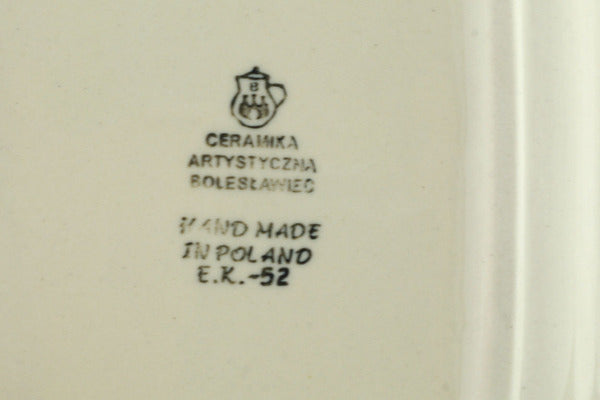 B
CERAMIKA
ARTYSTYCZNA
BOLESŁAWIEC
HAND MADE
IN POLAND
E.K.-52